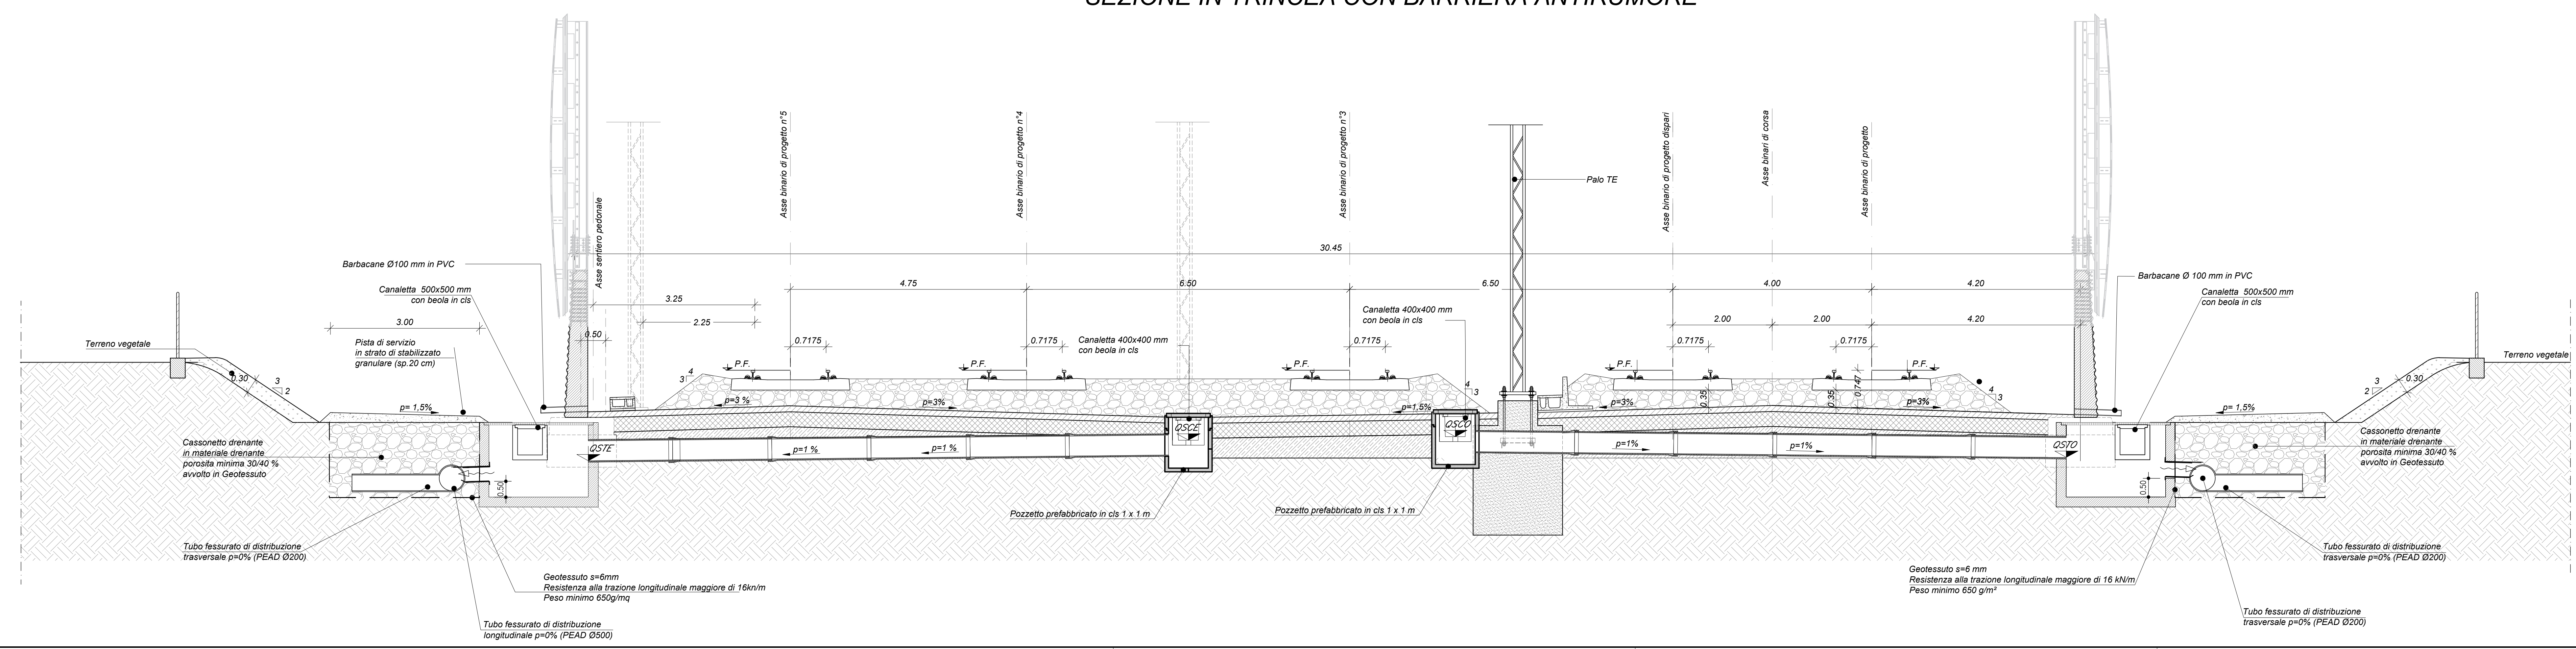 SEZIONE IN TRINCEA CON BARRIERA ANTIRUMORE
Asse sentiero pedonale
Asse binario di progetto n°5
Asse binario di progetto n°4
Asse binario di progetto n°3
Asse binario di progetto dispari
Asse binari di corsa
Asse binario di progetto
Palo TE
30.45
4.75
6.50
6.50
4.00
4.20
3.25
2.25
0.50
2.00
2.00
4.20
0.7175
0.7175
0.7175
0.7175
0.7175
Barbacane Ø100 mm in PVC
Canaletta 500x500 mm
con beola in cls
3.00
Terreno vegetale
Pista di servizio
in strato di stabilizzato
granulare (sp.20 cm)
Canaletta 400x400 mm
con beola in cls
Canaletta 400x400 mm
con beola in cls
Barbacane Ø 100 mm in PVC
Canaletta 500x500 mm
con beola in cls
Terreno vegetale
P.F.
P.F.
P.F.
P.F.
P.F.
0.30
3
2
4
3
4
3
4
3
3
2
0.30
0.35
0.35
0.747
p= 1,5%
p=3 %
p=3%
p=1,5%
p=3%
p=3%
p= 1,5%
QSTE
QSCE
QSCO
QSTO
p=1 %
p=1 %
p=1%
p=1%
Cassonetto drenante
in materiale drenante
porosita minima 30/40 %
avvolto in Geotessuto
Cassonetto drenante
in materiale drenante
porosita minima 30/40 %
avvolto in Geotessuto
0.50
0.50
Pozzetto prefabbricato in cls 1 x 1 m
Pozzetto prefabbricato in cls 1 x 1 m
Tubo fessurato di distribuzione
trasversale p=0% (PEAD Ø200)
Geotessuto s=6mm
Resistenza alla trazione longitudinale maggiore di 16kn/m
Peso minimo 650g/mq
Tubo fessurato di distribuzione
longitudinale p=0% (PEAD Ø500)
Geotessuto s=6 mm
Resistenza alla trazione longitudinale maggiore di 16 kN/m
Peso minimo 650 g/m²
Tubo fessurato di distribuzione
trasversale p=0% (PEAD Ø200)
Tubo fessurato di distribuzione
trasversale p=0% (PEAD Ø200)